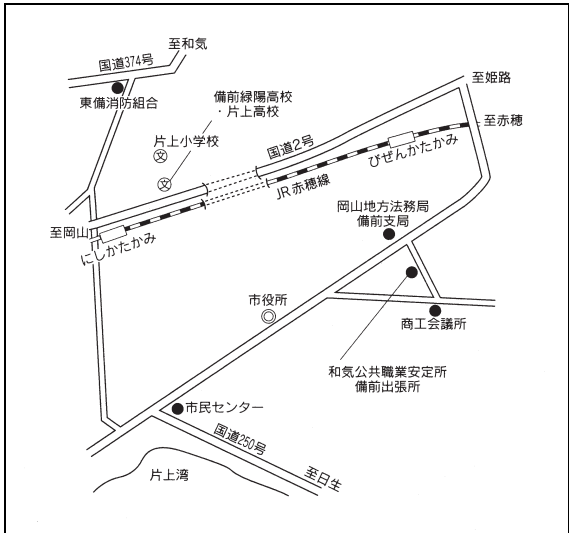 至和気
国道374号
東備消防組合
備前緑陽高校
・片上高校
片上小学校
国道2号
至姫路
至赤穂
びぜんかたかみ
JR赤穂線
岡山地方法務局
備前支局
至岡山
にしかたかみ
文
文
市役所
商工会議所
和気公共職業安定所
備前出張所
市民センター
国道250号
至日生
片上湾